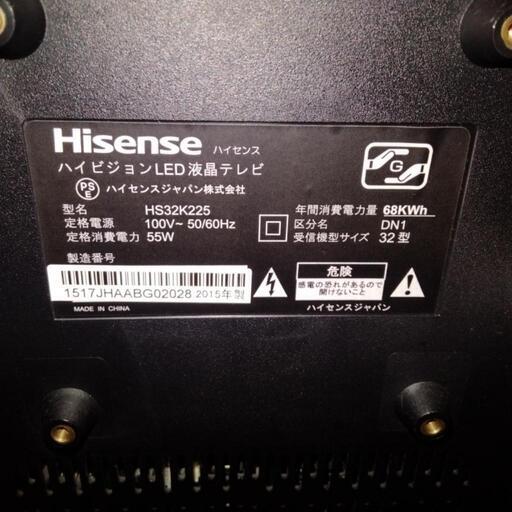 Hisense ハイセンス
ハイビジョンLED液晶テレビ
PSE ハイセンスジャパン株式会社
型名 HS32K225
定格電源 100V~ 50/60Hz
定格消費電力 55W
製造番号
1517JHAABG02028 2015年製
MADE IN CHINA
G
年間消費電力量 68KWh
区分名 DN1
受信機型サイズ 32型
危険
感電の恐れがあるので
開けないこと
ハイセンスジャパン